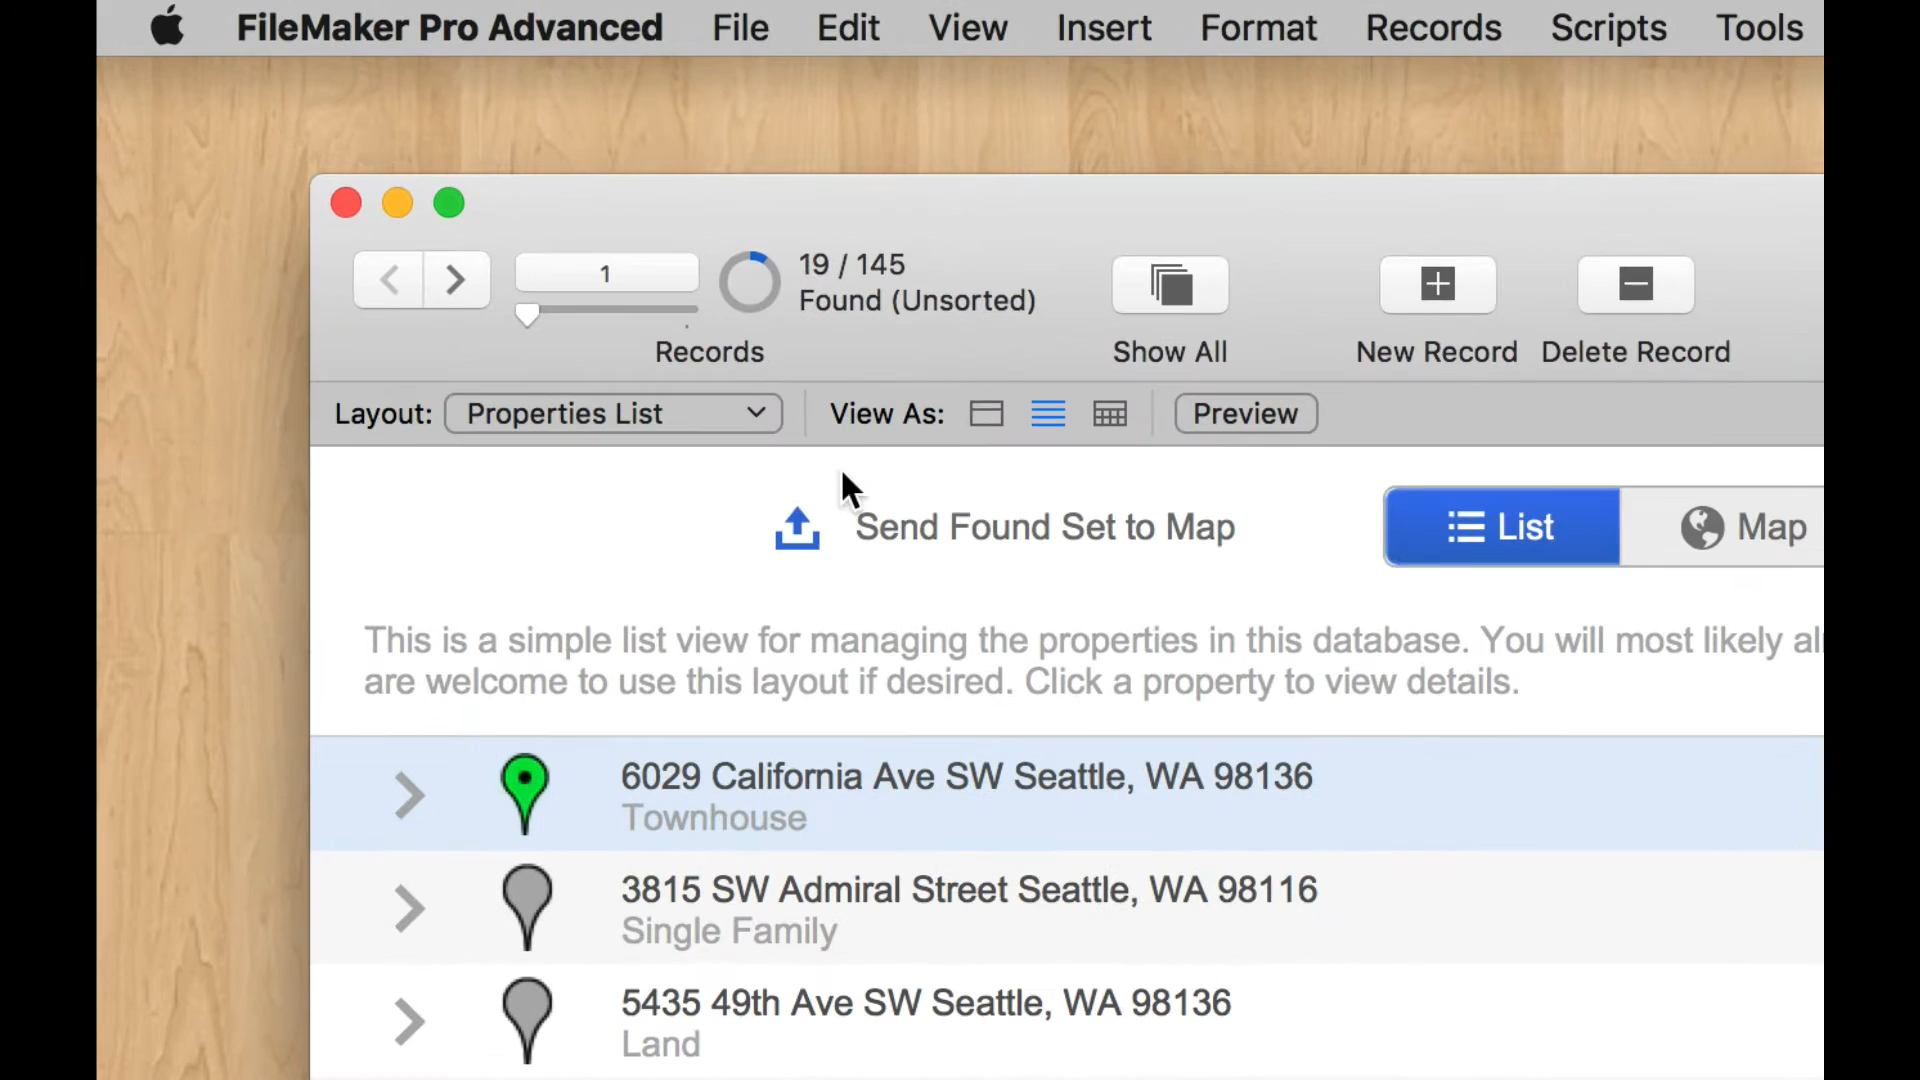 FileMaker Pro Advanced File Edit View Insert Format Records Scripts Tools
1
19 / 145
Found (Unsorted)
Records
Show All
New Record
Delete Record
Layout: Properties List
View As:
Preview
Send Found Set to Map
List
Map
This is a simple list view for managing the properties in this database. You will most likely
are welcome to use this layout if desired. Click a property to view details.
6029 California Ave SW Seattle, WA 98136
Townhouse
3815 SW Admiral Street Seattle, WA 98116
Single Family
5435 49th Ave SW Seattle, WA 98136
Land